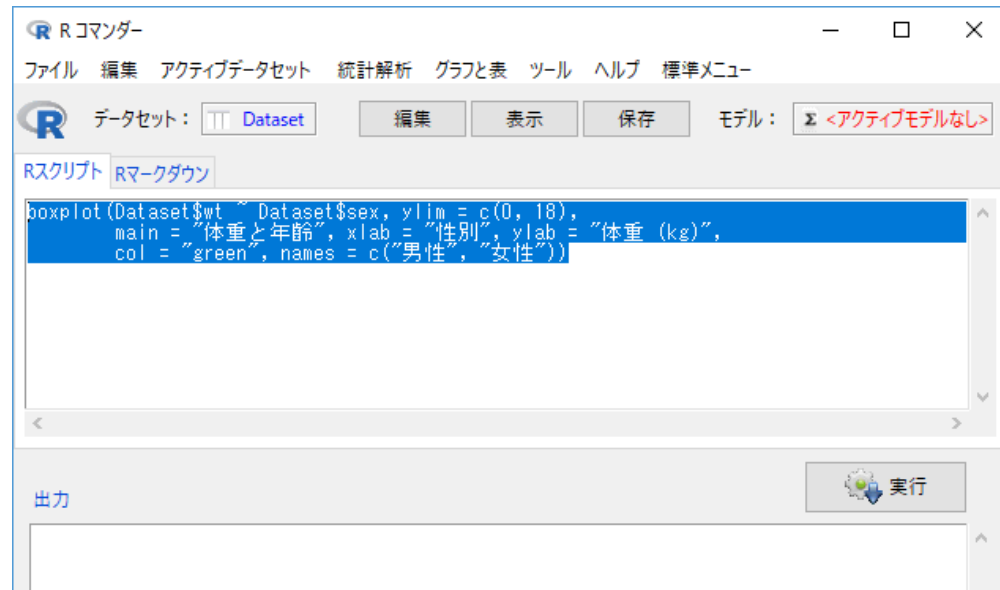 R コマンダー
ファイル 編集 アクティブデータセット 統計解析 グラフと表 ツール ヘルプ 標準メニュー
R データセット： Dataset 編集 表示 保存 モデル： Σ <アクティブモデルなし>
Rスクリプト Rマークダウン
boxplot(Dataset$wt ~ Dataset$sex, ylim = c(0, 18),
main = "体重と年齢", xlab = "性別", ylab = "体重 (kg)",
col = "green", names = c("男性", "女性"))
実行
出力